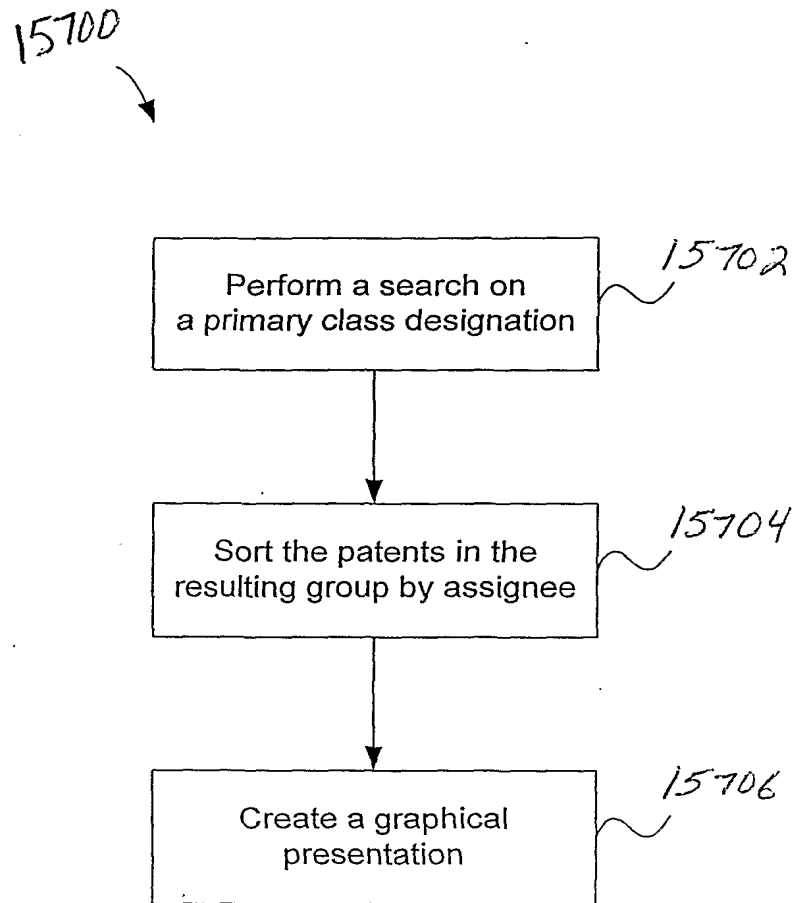 15700
Perform a search on
a primary class designation
15702
Sort the patents in the
resulting group by assignee
15704
Create a graphical
presentation
15706